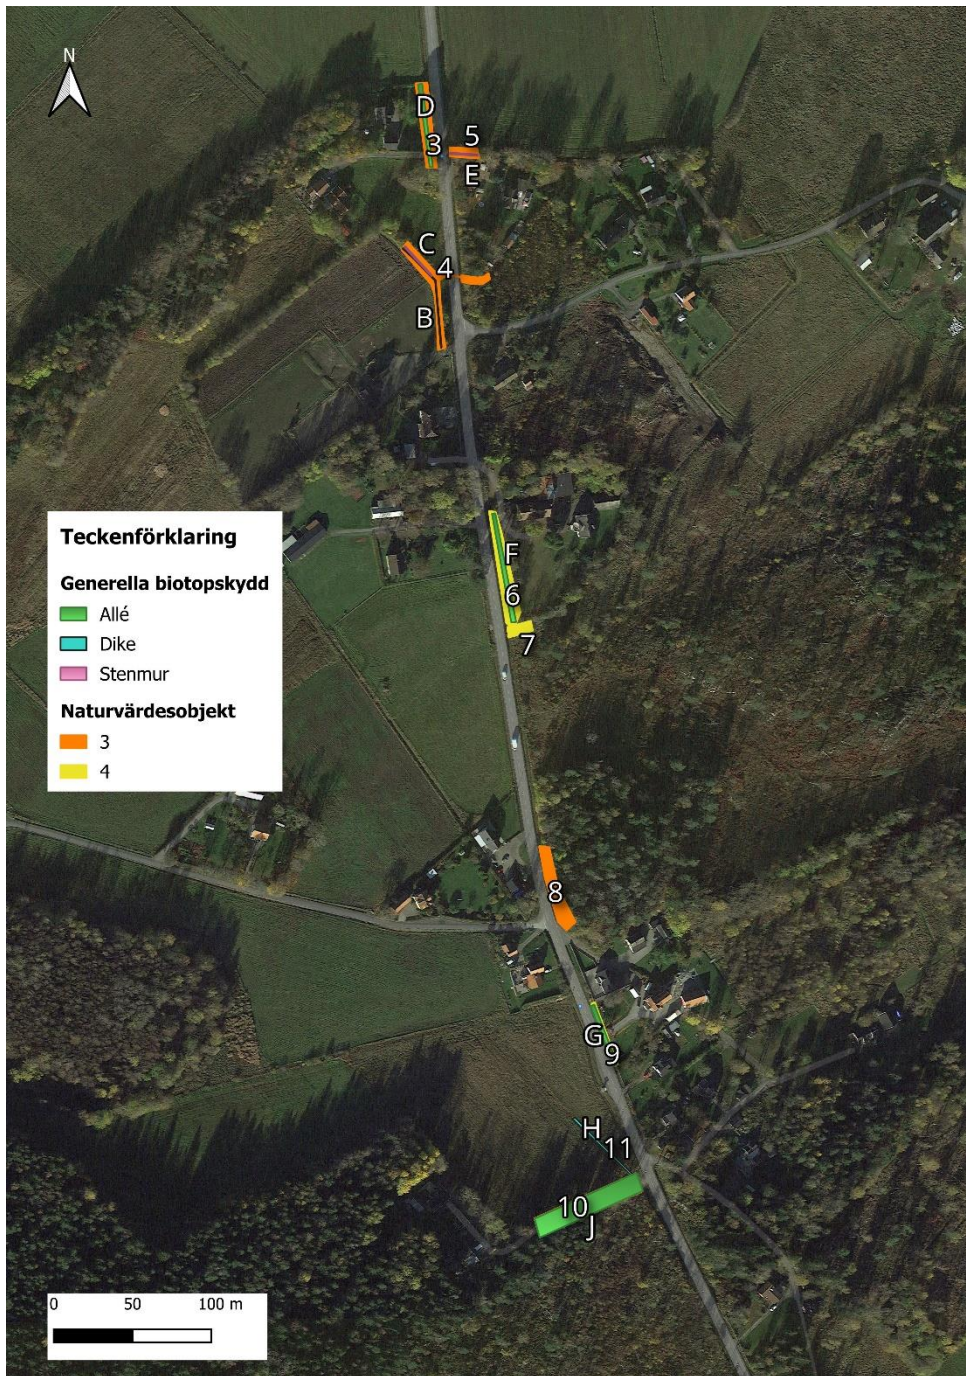 N
D
3
5
E
C
4
B
F
6
7
Teckenförklaring
Generella biotopskydd
Allé
Dike
Stenmur
Naturvärdesobjekt
3
4
8
G
9
H
11
10
J
0 50 100 m